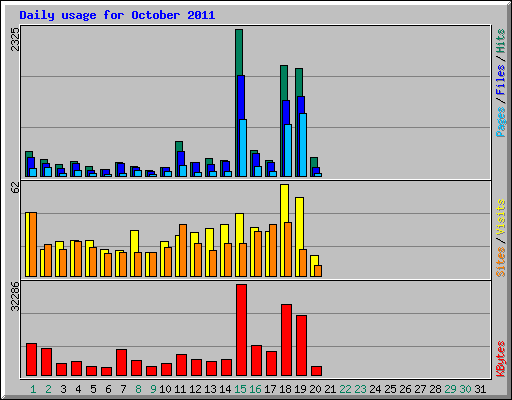 Daily usage for October 2011
2325
Pages / Files / Hits
62
Sites / Visits
32286
KBytes
1 2 3 4 5 6 7 8 9 10 11 12 13 14 15 16 17 18 19 20 21 22 23 24 25 26 27 28 29 30 31